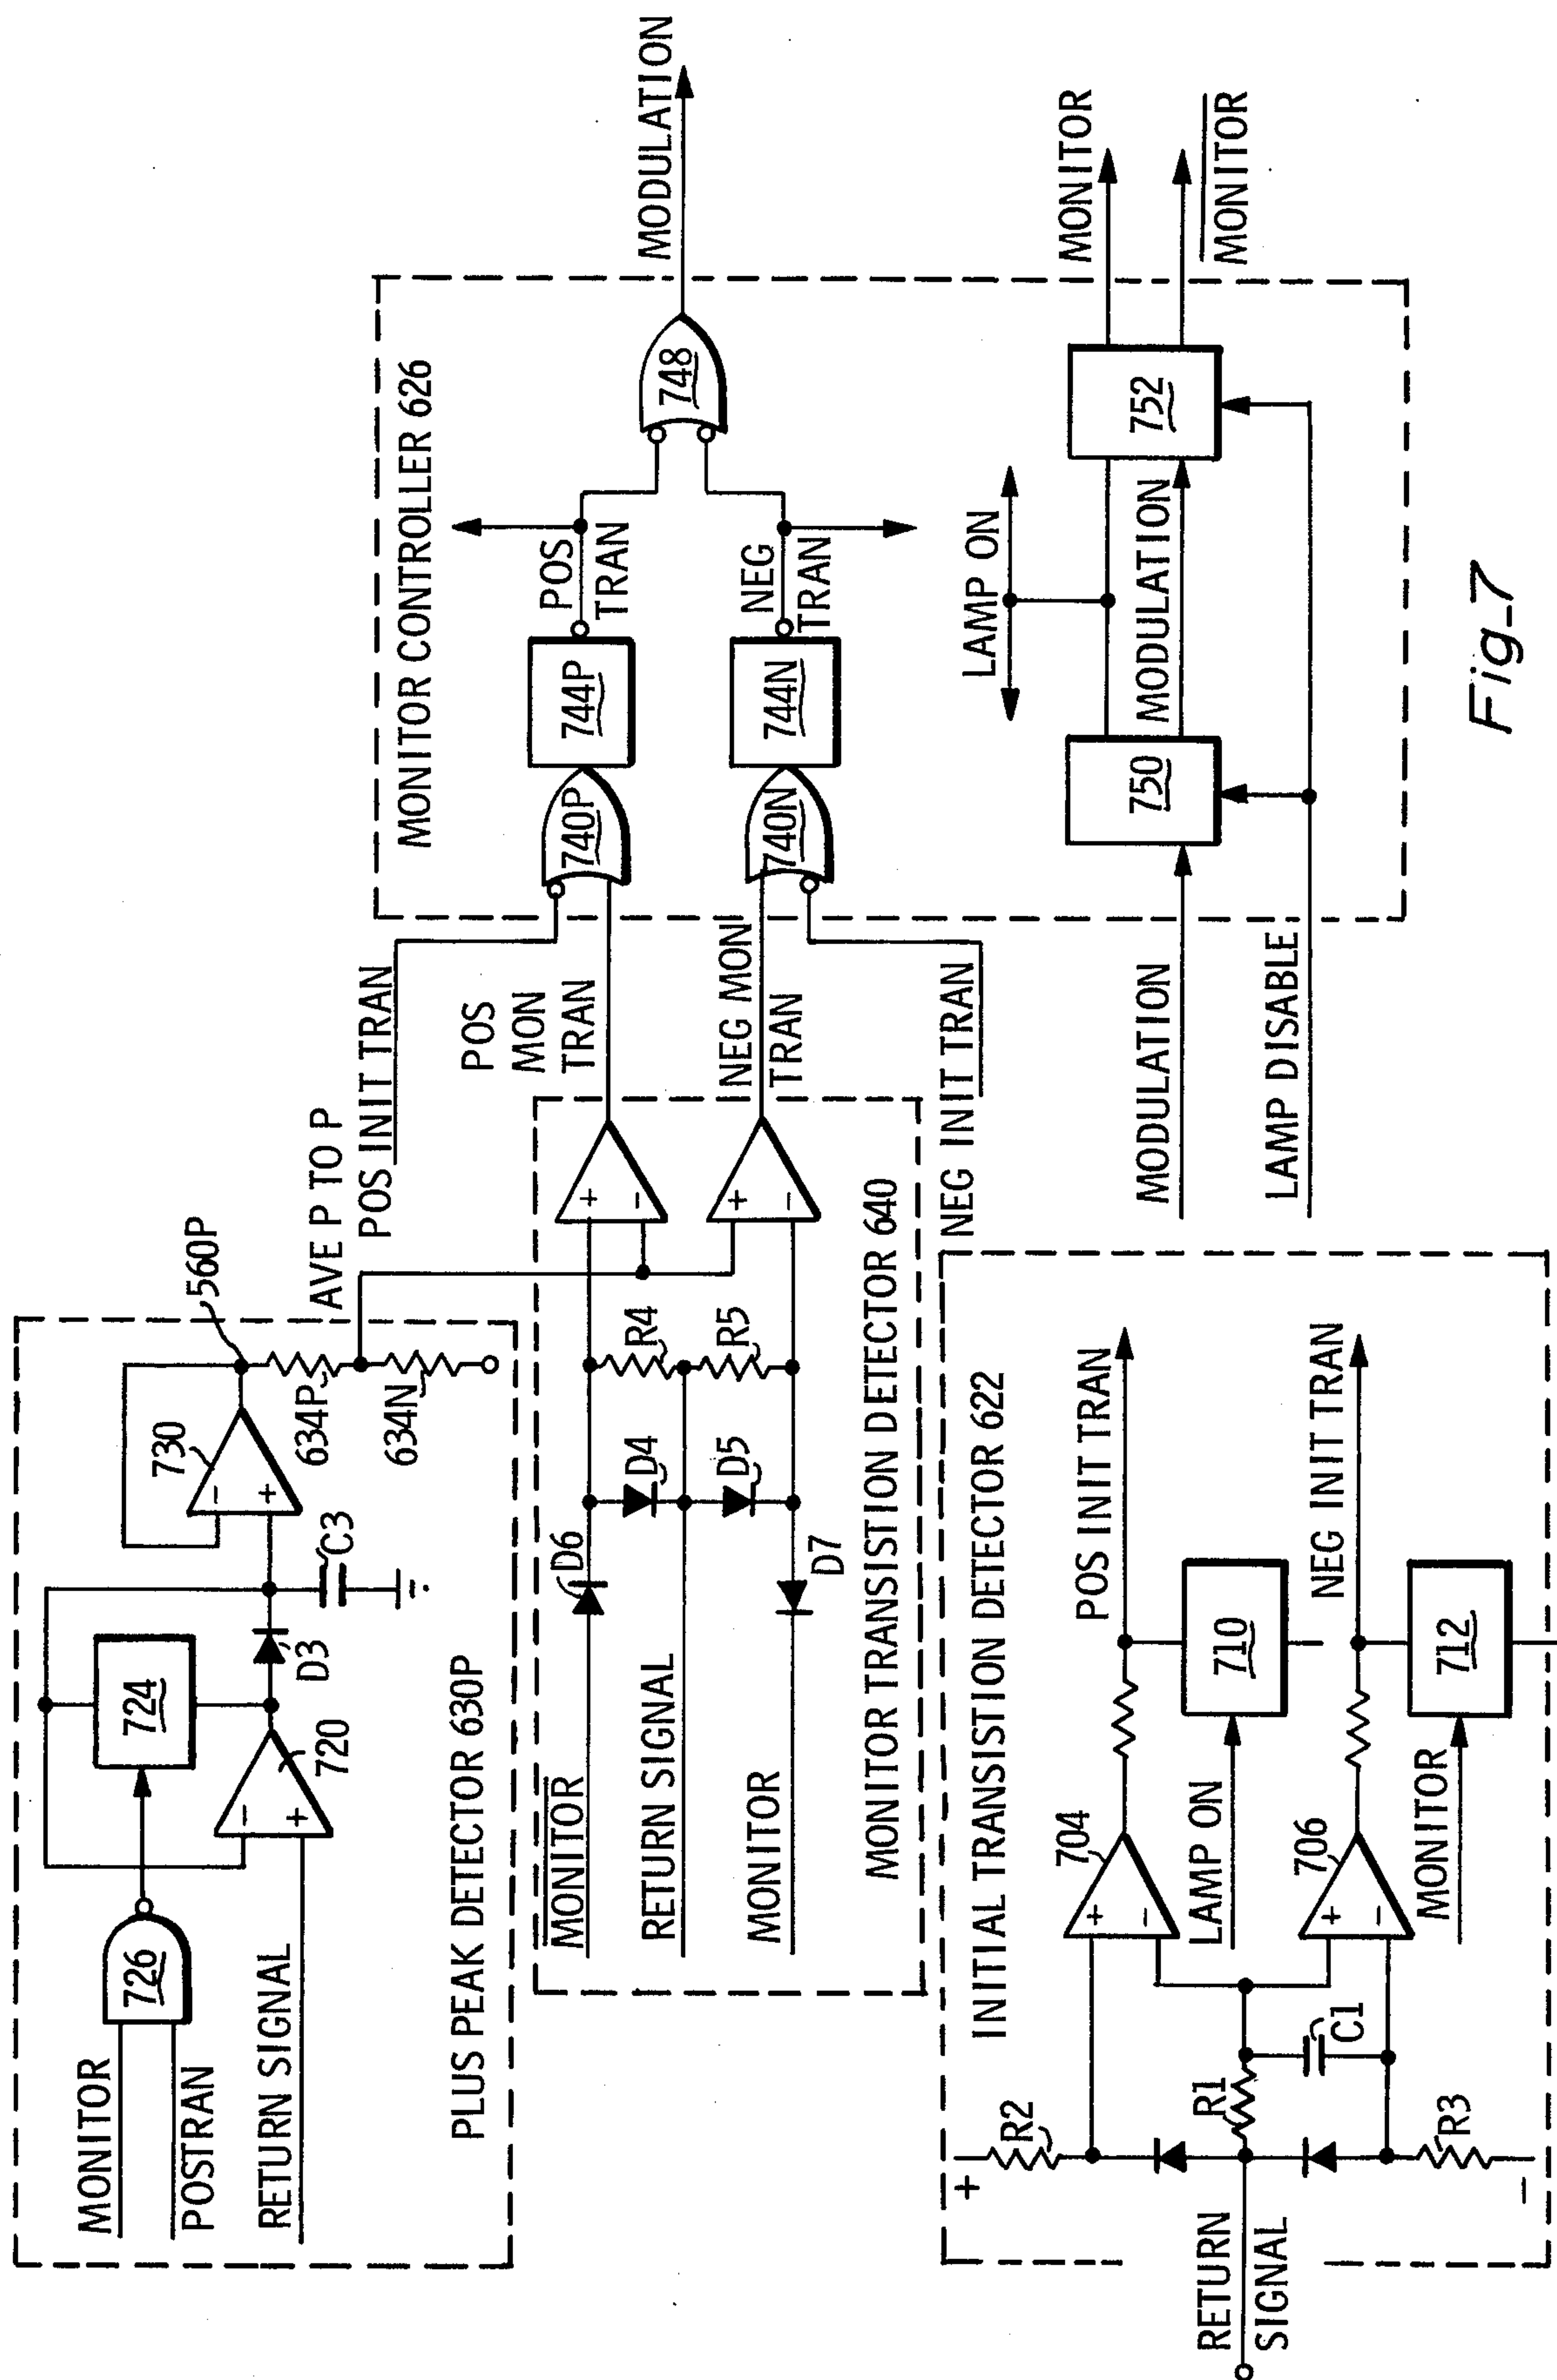 MONITOR
POSTRAN
RETURN SIGNAL
726
724
720
D3
C3
730
560P
634P
634N
PLUS PEAK DETECTOR 630P
AVE P TO P
POS INIT TRAN
MONITOR
RETURN SIGNAL
MONITOR
D6
D4
D5
D7
R4
R5
+
−
+
−
MONITOR TRANSISTION DETECTOR 640
POS
MON
TRAN
NEG MON
TRAN
NEG INIT TRAN
MONITOR CONTROLLER 626
740P
744P
740N
744N
POS
TRAN
NEG
TRAN
748
MODULATION
RETURN
SIGNAL
+
R2
R1
C1
R3
−
INITIAL TRANSISTION DETECTOR 622
704
+
−
706
+
−
LAMP ON
710
MONITOR
712
POS INIT TRAN
NEG INIT TRAN
MODULATION
LAMP DISABLE
750
LAMP ON
MODULATION
752
MONITOR
MONITOR
Fig_7